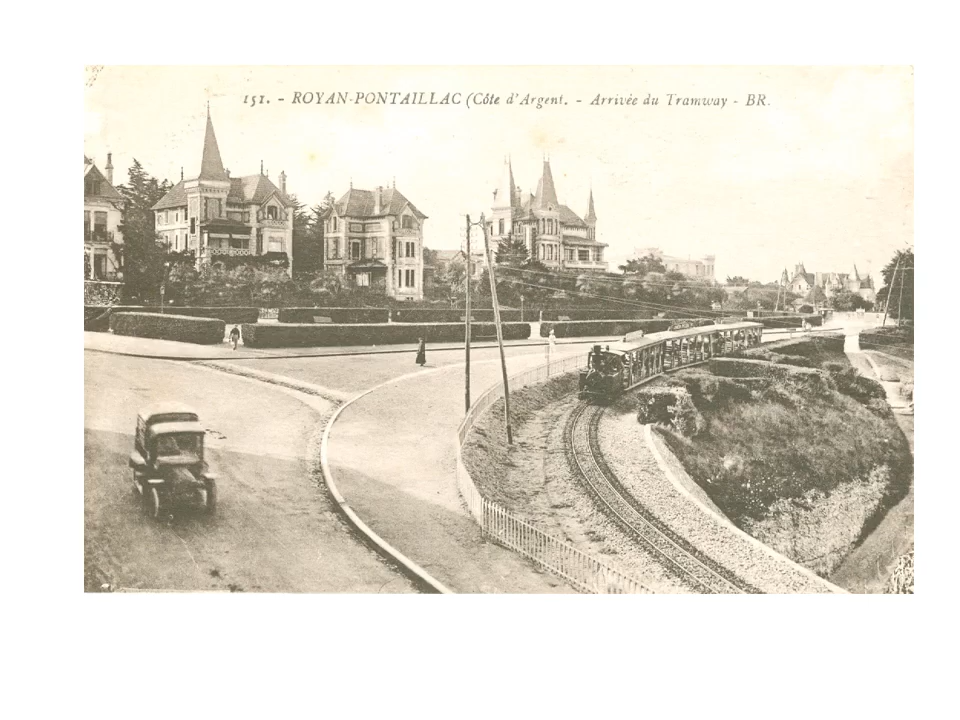 151. - ROYAN-PONTAILLAC (Côte d'Argent. - Arrivée du Tramway - BR.